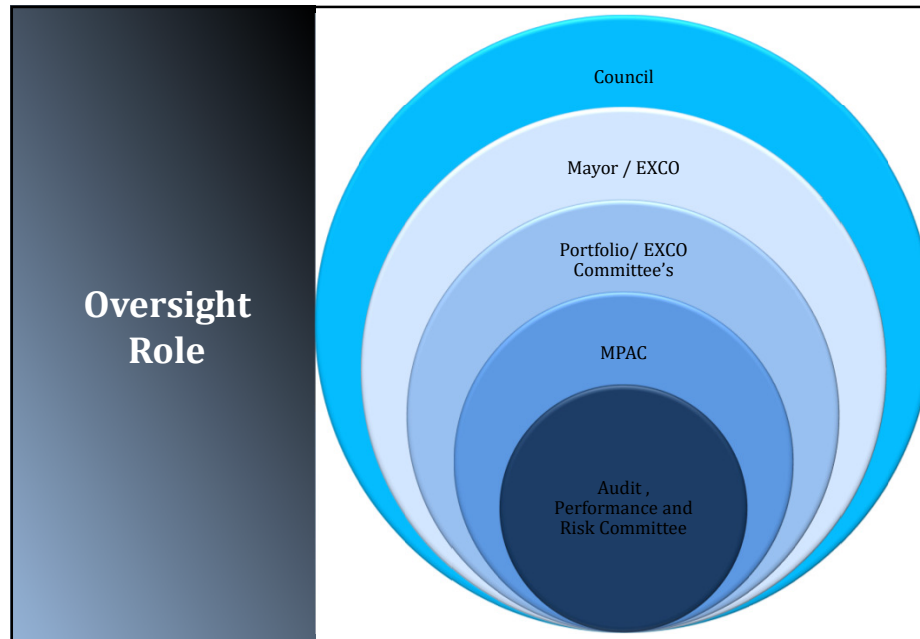 Oversight
Role
Council
Mayor / EXCO
Portfolio/ EXCO
Committee’s
MPAC
Audit ,
Performance and
Risk Committee